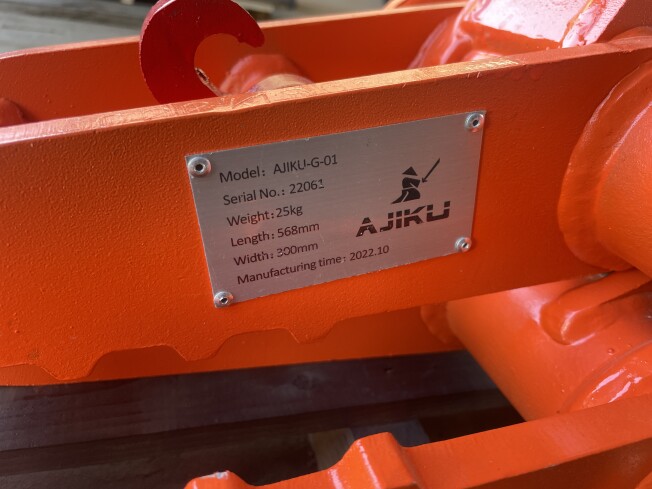 Model: AJIKU-G-01
Serial No.: 22061
Weight:25kg
Length:568mm
Width:300mm
Manufacturing time:2022.10
AJIKU